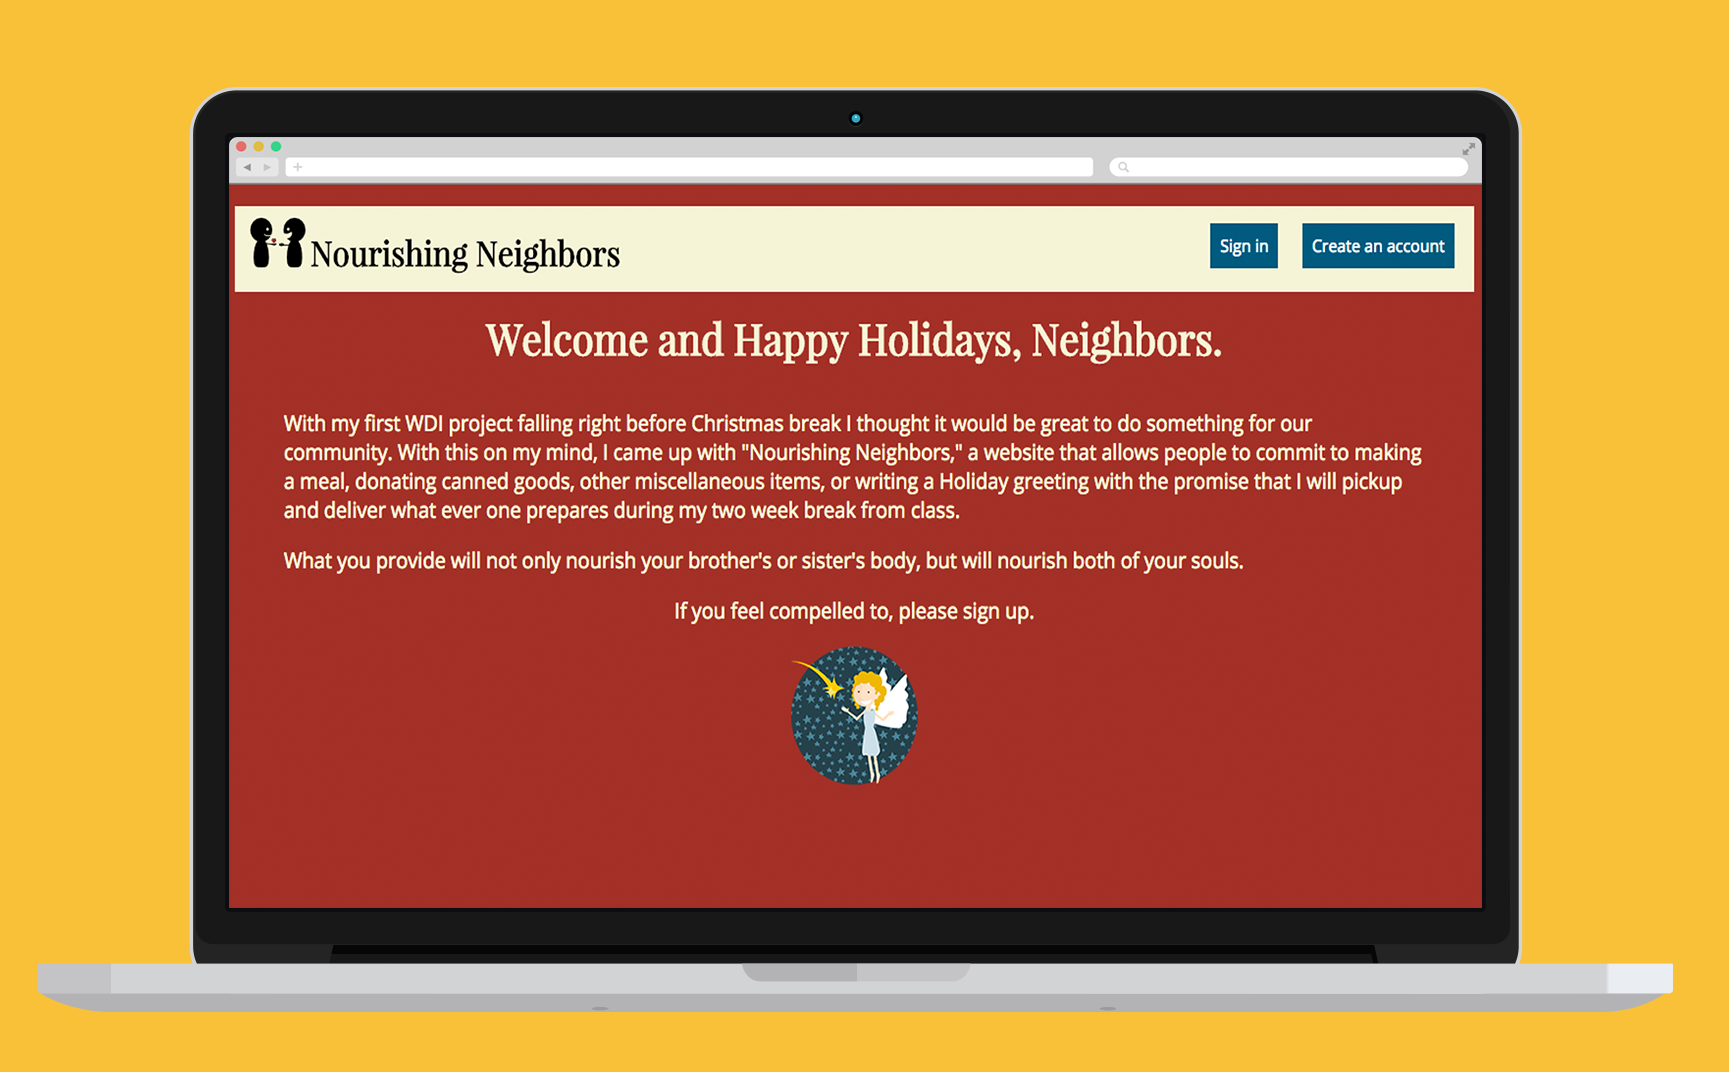 Nourishing Neighbors
Sign in
Create an account
Welcome and Happy Holidays, Neighbors.
With my first WDI project falling right before Christmas break I thought it would be great to do something for our
community. With this on my mind, I came up with "Nourishing Neighbors," a website that allows people to commit to making
a meal, donating canned goods, other miscellaneous items, or writing a Holiday greeting with the promise that I will pickup
and deliver what ever one prepares during my two week break from class.
What you provide will not only nourish your brother's or sister's body, but will nourish both of your souls.
If you feel compelled to, please sign up.